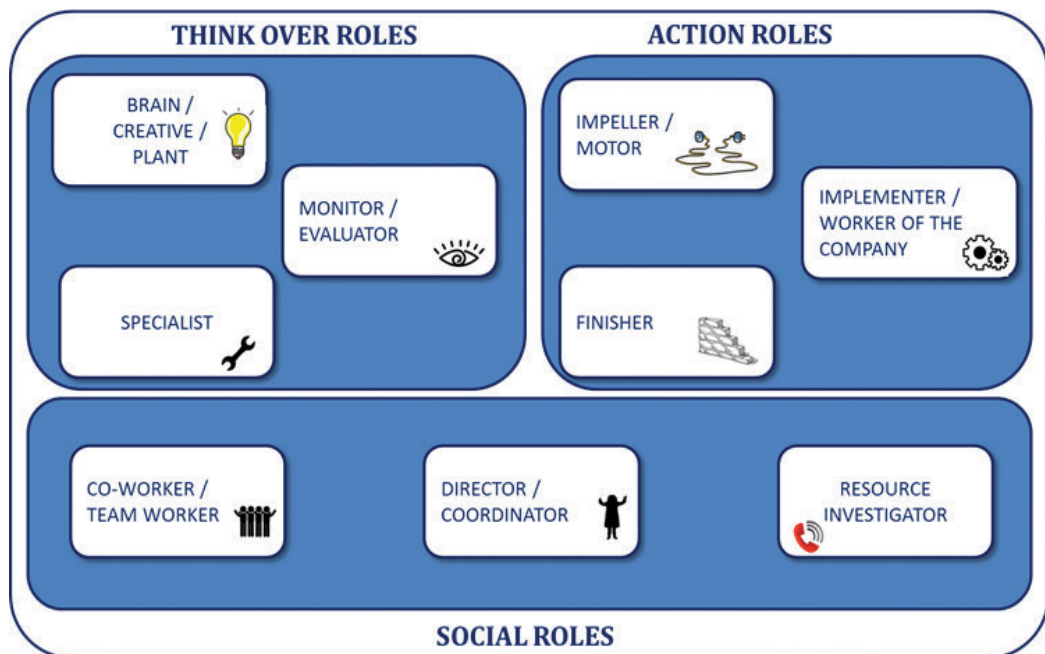 THINK OVER ROLES
BRAIN /
CREATIVE /
PLANT
MONITOR /
EVALUATOR
SPECIALIST
ACTION ROLES
IMPELLER /
MOTOR
IMPLEMENTER /
WORKER OF THE
COMPANY
FINISHER
CO-WORKER /
TEAM WORKER
DIRECTOR /
COORDINATOR
RESOURCE
INVESTIGATOR
SOCIAL ROLES